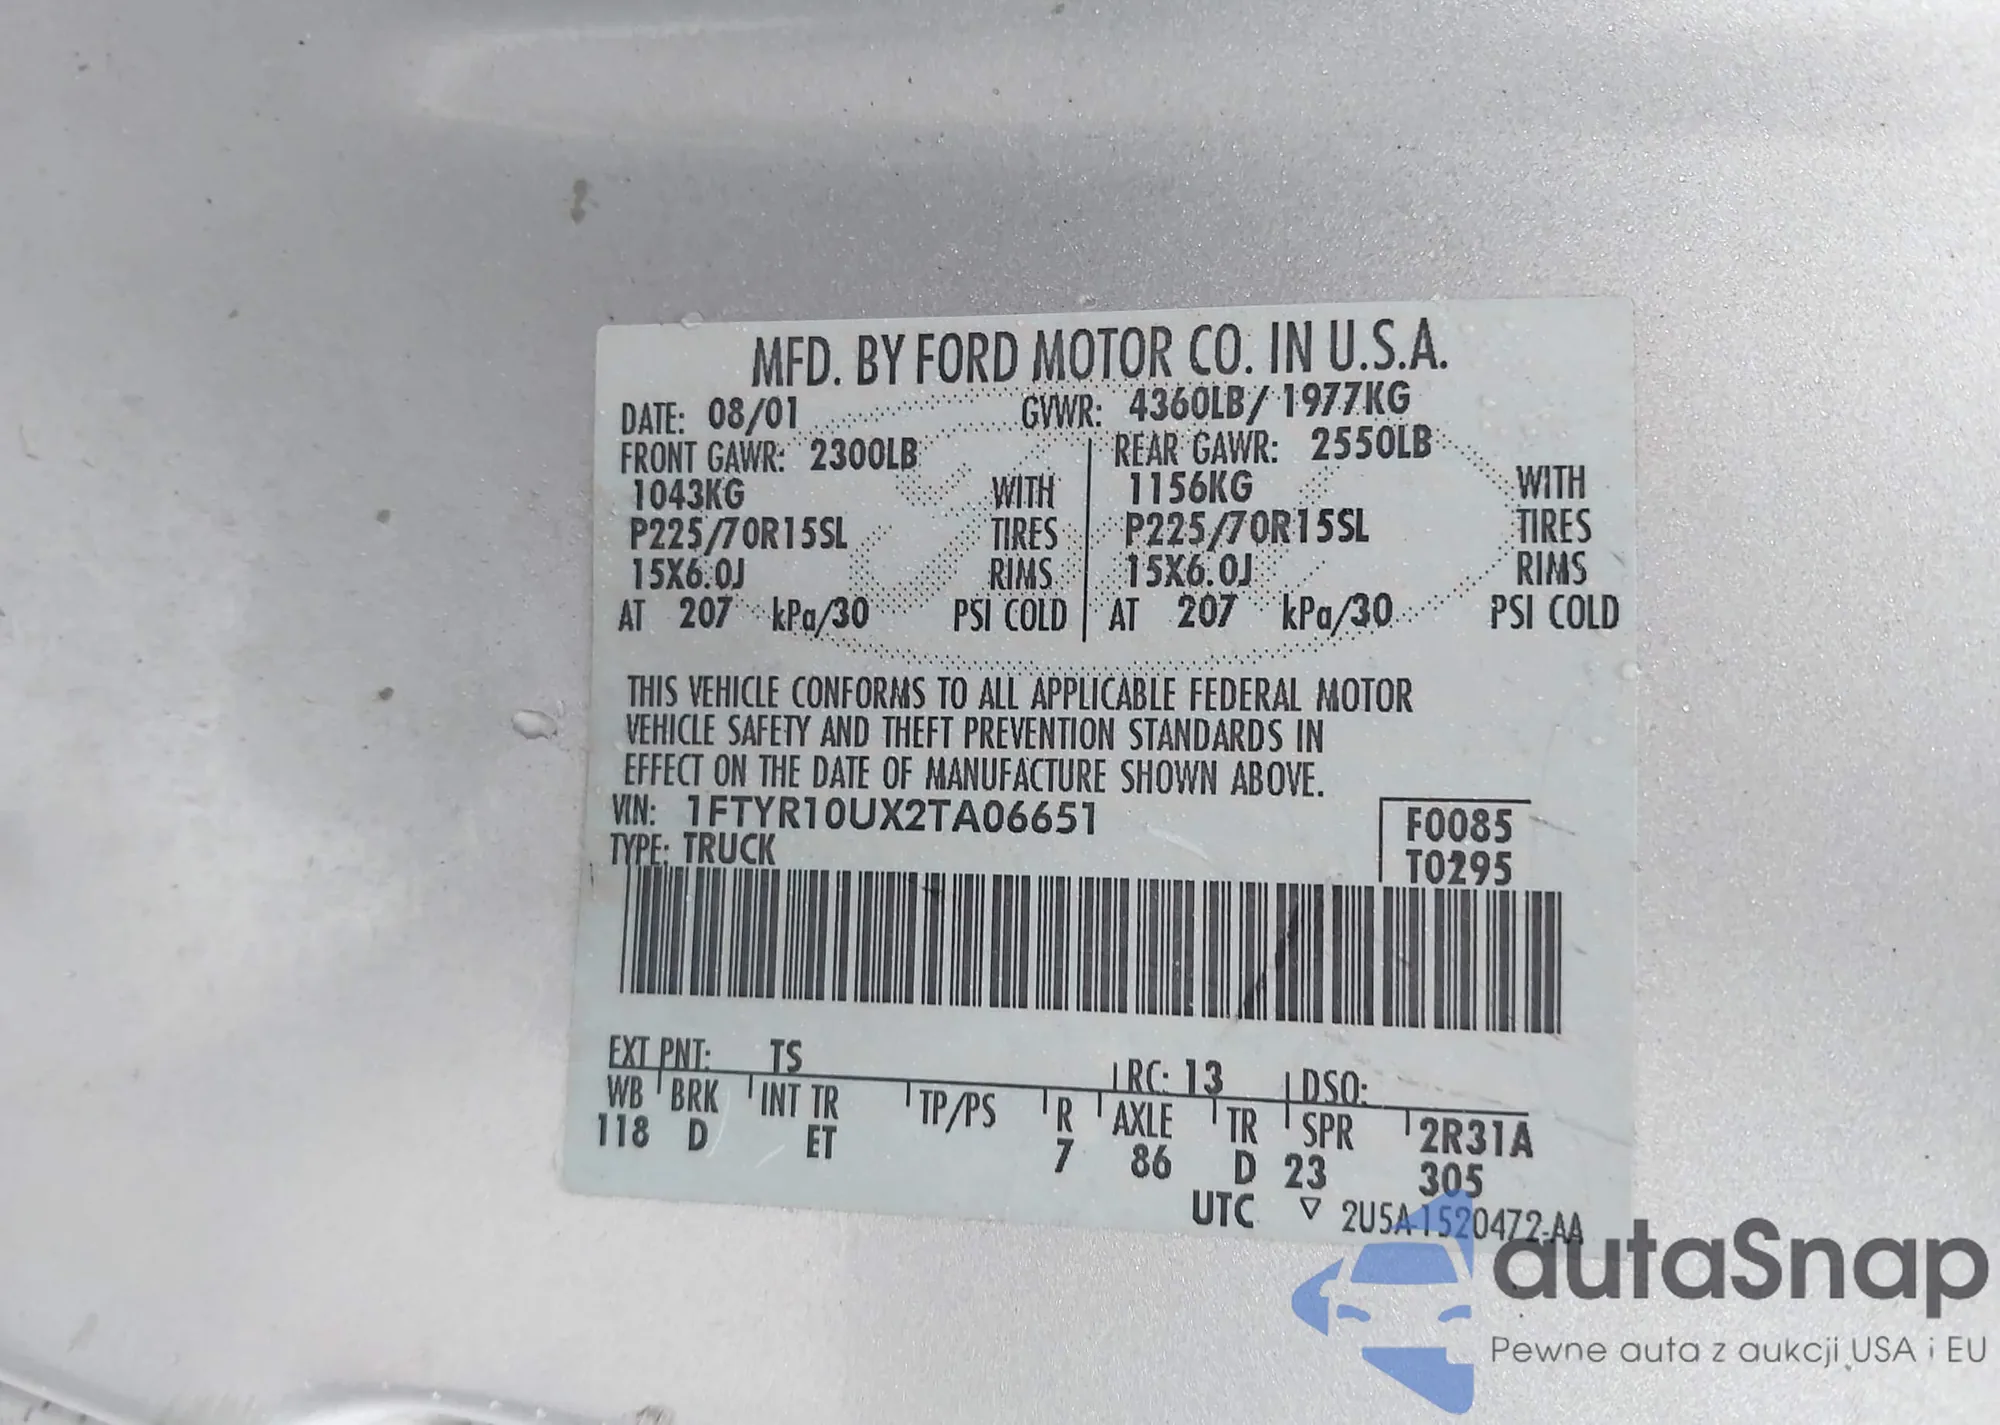 MFD. BY FORD MOTOR CO. IN U.S.A.
DATE: 08/01 GVWR: 4360LB/ 1977KG
FRONT GAWR: 2300LB REAR GAWR: 2550LB
1043KG WITH 1156KG WITH
P225/70R15SL TIRES P225/70R15SL TIRES
15X6.0J RIMS 15X6.0J RIMS
AT 207 kPa/30 PSI COLD AT 207 kPa/30 PSI COLD
THIS VEHICLE CONFORMS TO ALL APPLICABLE FEDERAL MOTOR
VEHICLE SAFETY AND THEFT PREVENTION STANDARDS IN
EFFECT ON THE DATE OF MANUFACTURE SHOWN ABOVE.
VIN: 1FTYR10UX2TA06651 F0085
TYPE: TRUCK T0295
EXT PNT: TS RC: 13 DSO:
WB BRK INT TR TP/PS R AXLE TR SPR 2R31A
118 D ET 7 86 D 23 305
UTC ▽ 2U5A-1520472-AA
autaSnap
Pewne auta z aukcji USA i EU